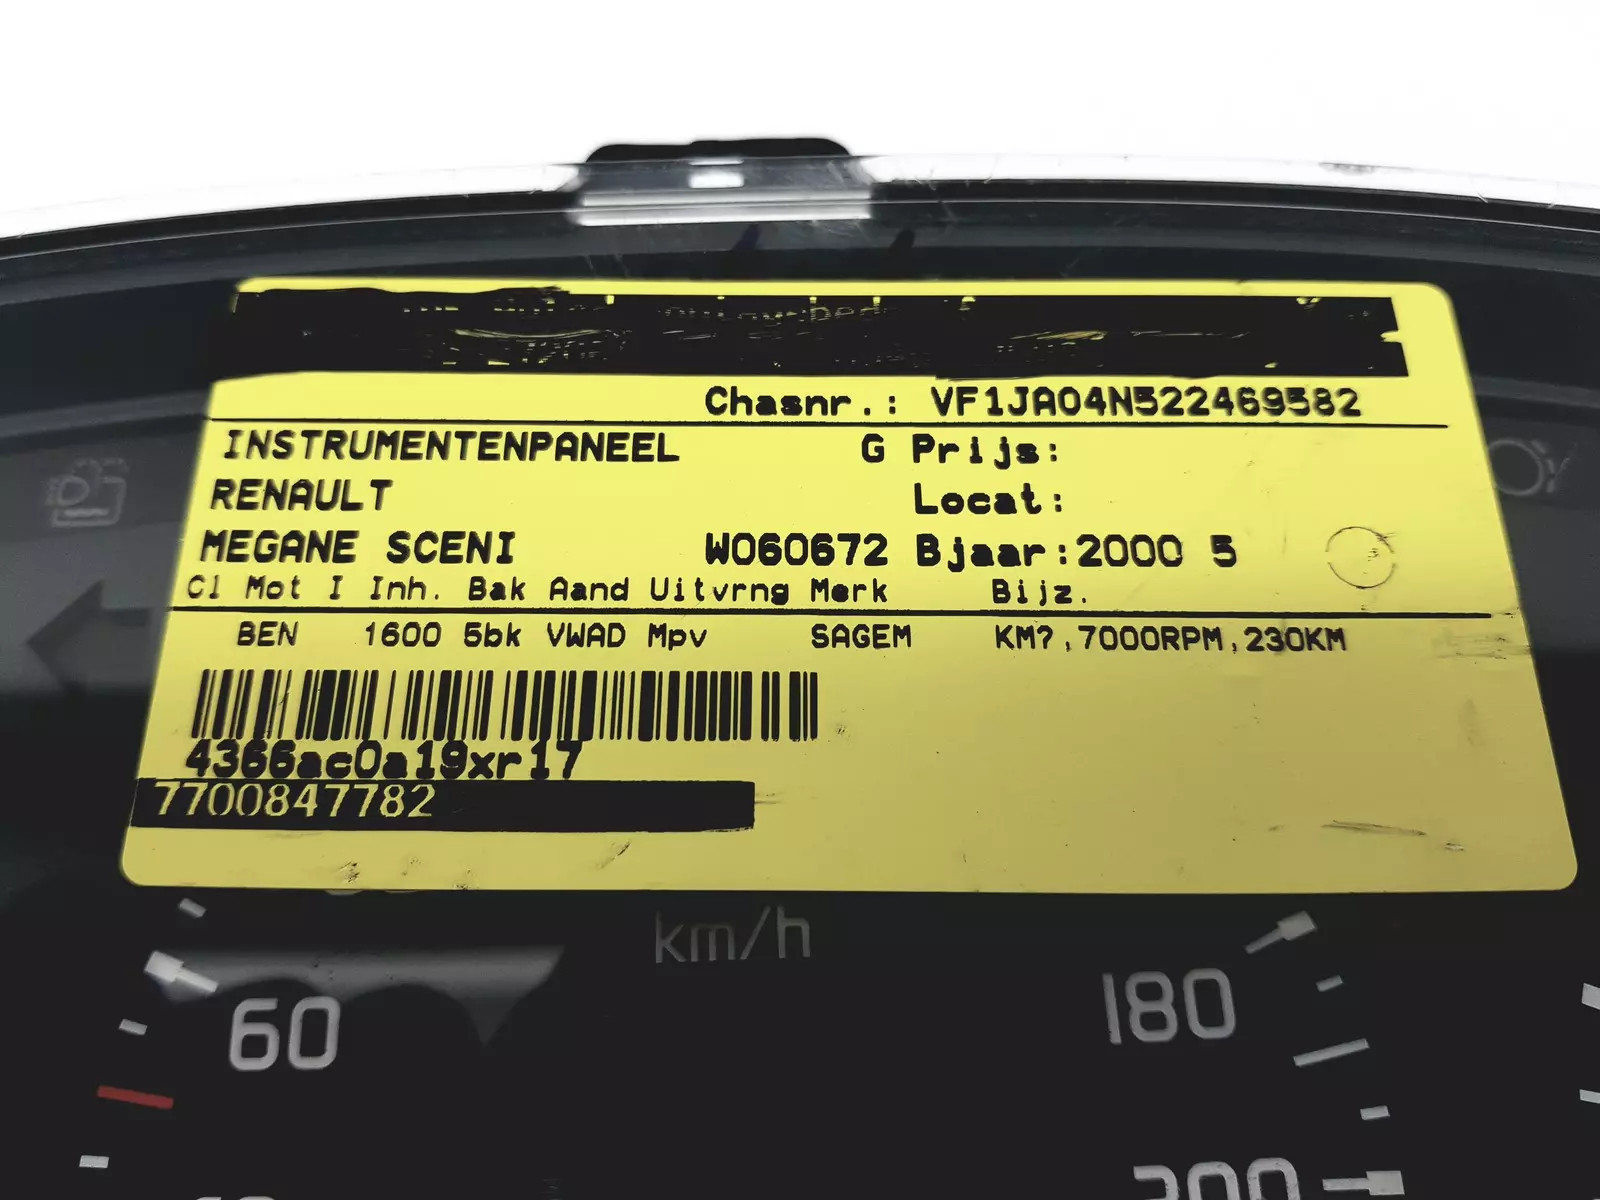 Chasnr.: VF1JA04N522469582
INSTRUMENTENPANEEL G Prijs:
RENAULT Locat:
MEGANE SCENI W060672 Bjaar:2000 5
Cl Mot I Inh. Bak Aand Uitvrng Merk Bijz.
BEN 1600 5bk VWAD Mpv SAGEM KM?,7000RPM,230KM
4366ac0a19xr17
7700847782
km/h
60
180
200